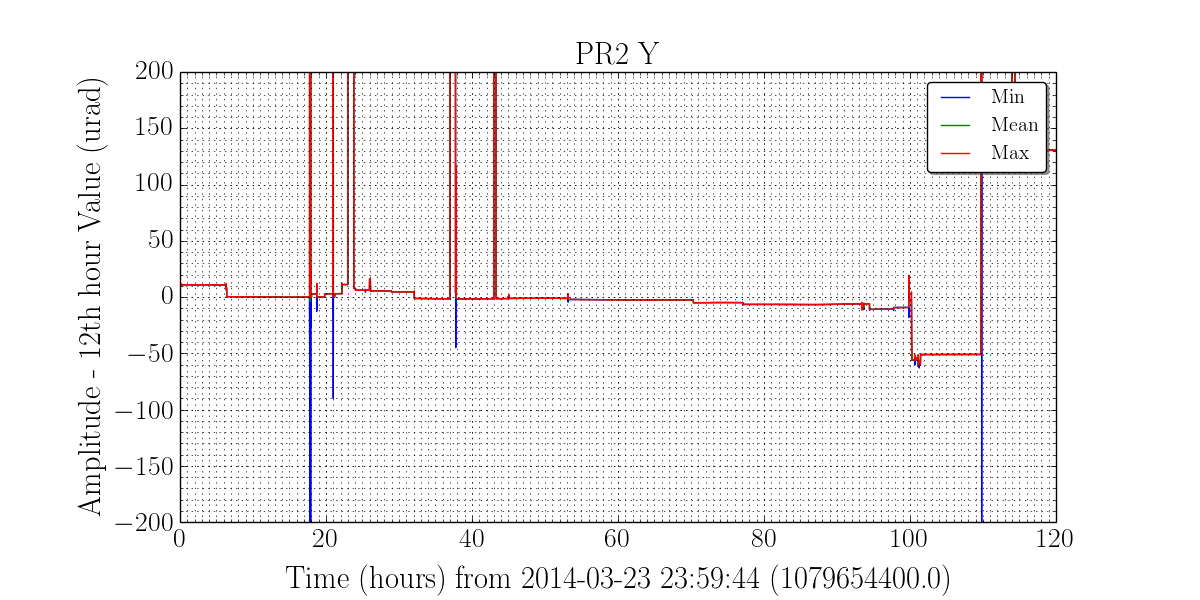 PR2 Y
200
150
100
50
0
−50
−100
−150
−200
Amplitude - 12th hour Value (urad)
Min
Mean
Max
0 20 40 60 80 100 120
Time (hours) from 2014-03-23 23:59:44 (1079654400.0)